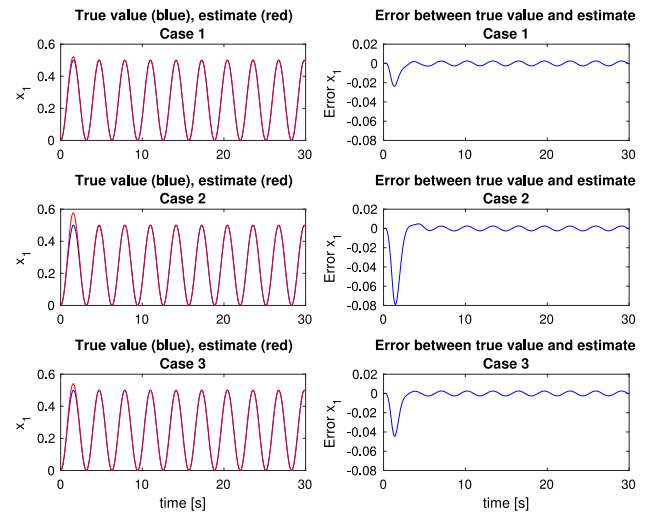 True value (blue), estimate (red)
Case 1
0.6
0.4
0.2
0
x1
0 10 20 30
Error between true value and estimate
Case 1
0.02
0
-0.02
-0.04
-0.06
-0.08
Error x1
0 10 20 30
True value (blue), estimate (red)
Case 2
0.6
0.4
0.2
0
x1
0 10 20 30
Error between true value and estimate
Case 2
0.02
0
-0.02
-0.04
-0.06
-0.08
Error x1
0 10 20 30
True value (blue), estimate (red)
Case 3
0.6
0.4
0.2
0
x1
0 10 20 30
time [s]
Error between true value and estimate
Case 3
0.02
0
-0.02
-0.04
-0.06
-0.08
Error x1
0 10 20 30
time [s]